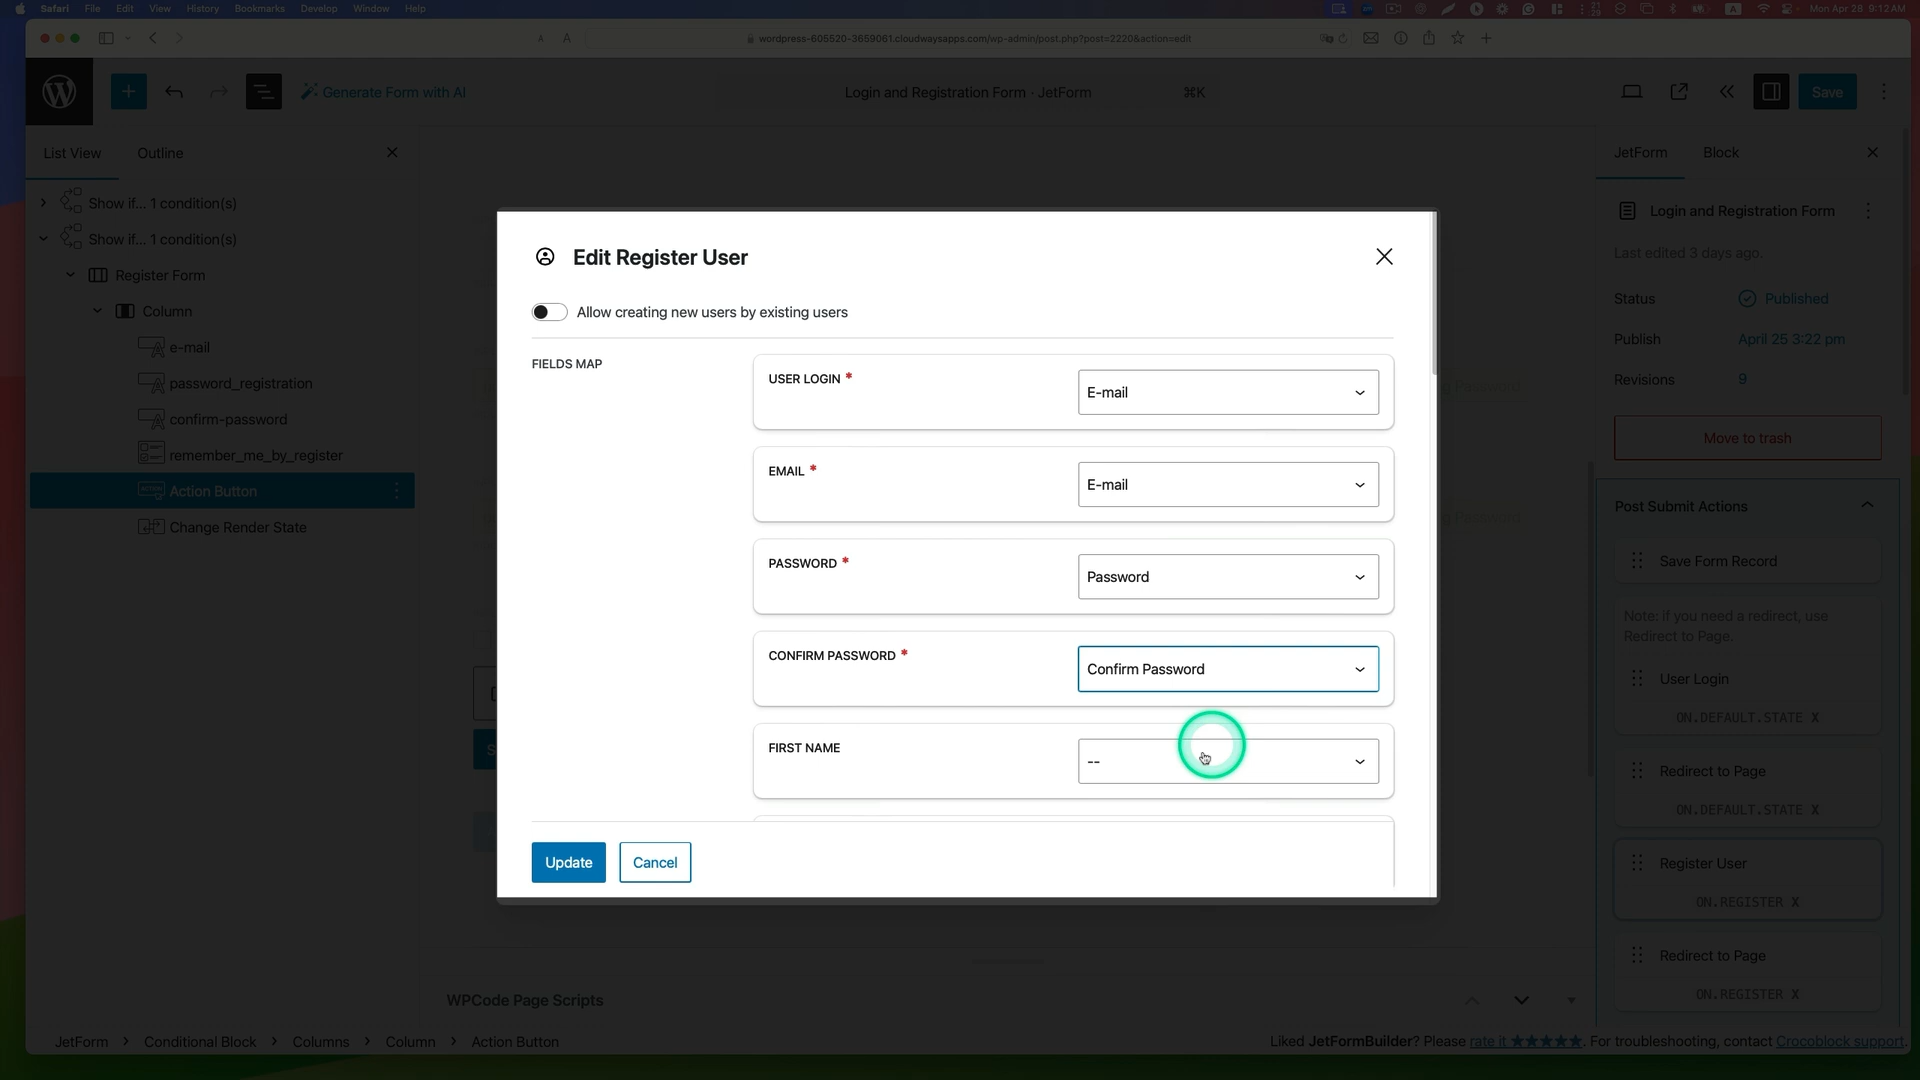 Safari File Edit View History Bookmarks Develop Window Help
Mon Apr 28 9:12 AM
wordpress-605520-3659061.cloudwaysapps.com/wp-admin/post.php?post=2220&action=edit
Generate Form with AI
Login and Registration Form · JetForm ⌘K
Save
List View Outline
Show if... 1 condition(s)
Show if... 1 condition(s)
Register Form
Column
e-mail
password_registration
confirm-password
remember_me_by_register
Action Button
Change Render State
Edit Register User
Allow creating new users by existing users
FIELDS MAP
USER LOGIN *
E-mail
EMAIL *
E-mail
PASSWORD *
Password
CONFIRM PASSWORD *
Confirm Password
FIRST NAME
--
Update Cancel
JetForm Block
Login and Registration Form
Last edited 3 days ago.
Status Published
Publish April 25 3:22 pm
Revisions 9
Move to trash
Post Submit Actions
Save Form Record
Note: if you need a redirect, use
Redirect to Page.
User Login
ON.DEFAULT.STATE X
Redirect to Page
ON.DEFAULT.STATE X
Register User
ON.REGISTER X
Redirect to Page
ON.REGISTER X
WPCode Page Scripts
JetForm > Conditional Block > Columns > Column > Action Button
Liked JetFormBuilder? Please rate it ★★★★★. For troubleshooting, contact Crocoblock support.